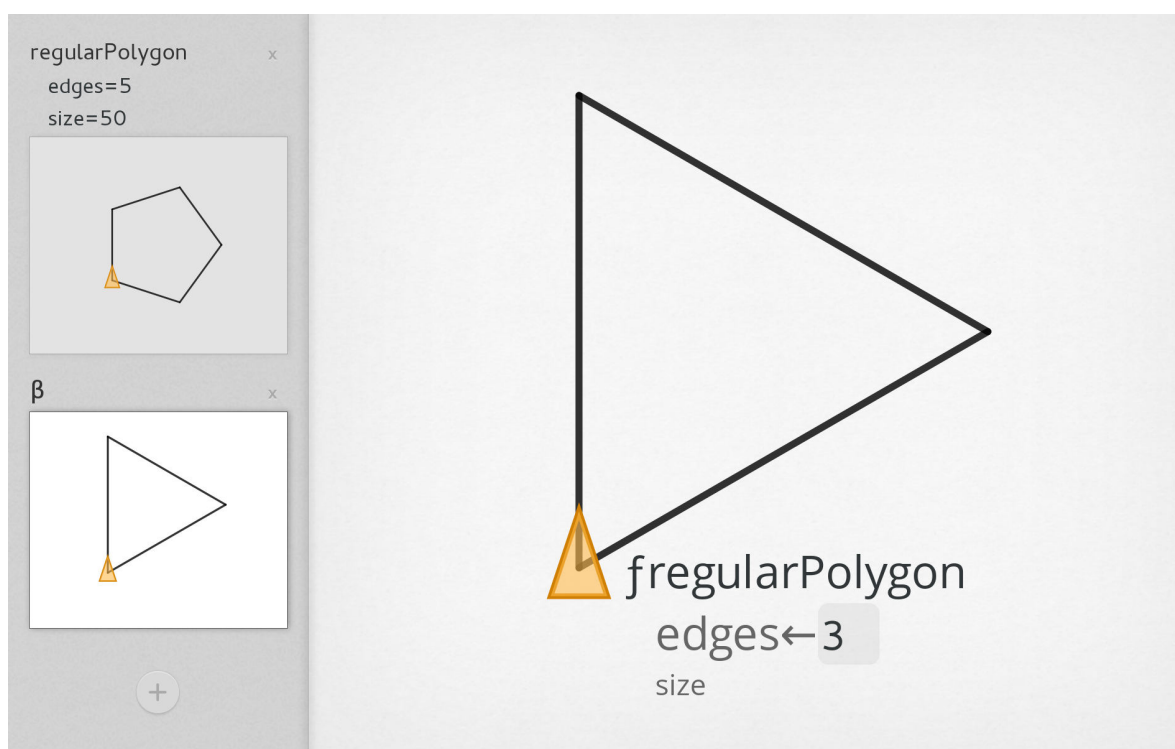 regularPolygon x
edges=5
size=50
β x
+
ƒregularPolygon
edges←3
size